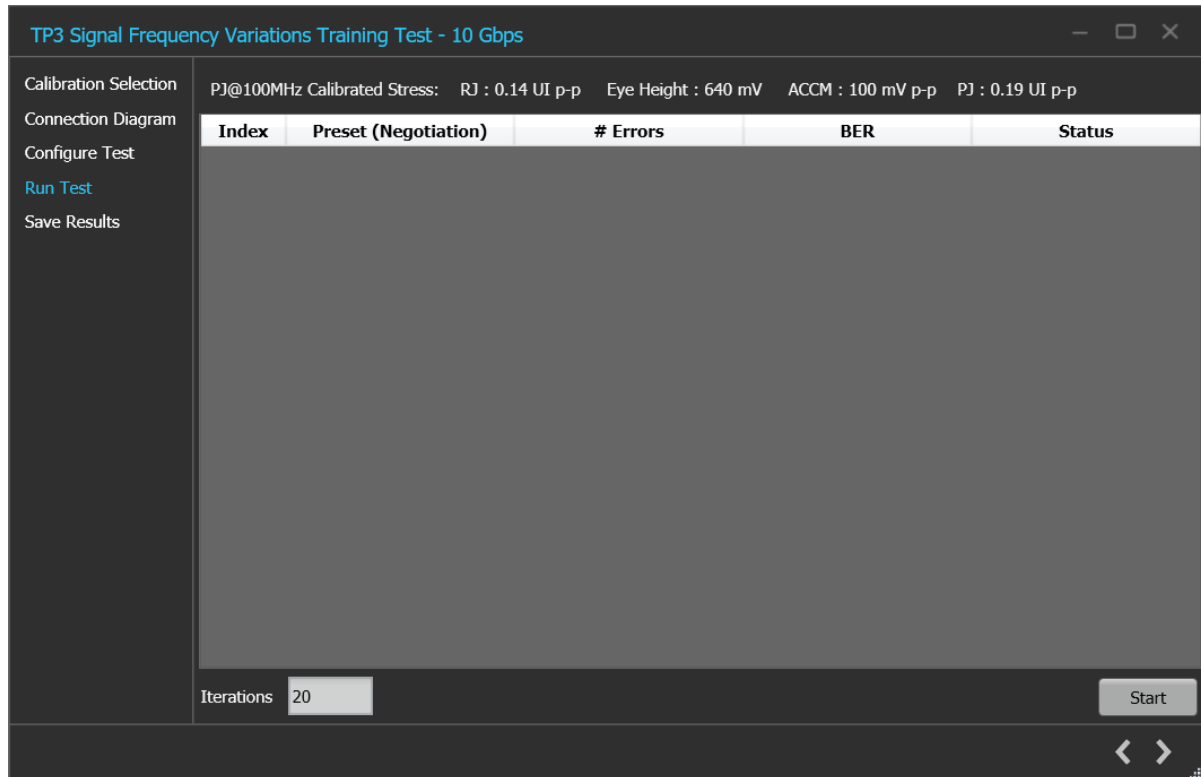 TP3 Signal Frequency Variations Training Test - 10 Gbps
Calibration Selection
Connection Diagram
Configure Test
Run Test
Save Results
PJ@100MHz Calibrated Stress: RJ : 0.14 UI p-p Eye Height : 640 mV ACCM : 100 mV p-p PJ : 0.19 UI p-p
Index Preset (Negotiation) # Errors BER Status
Iterations 20
Start